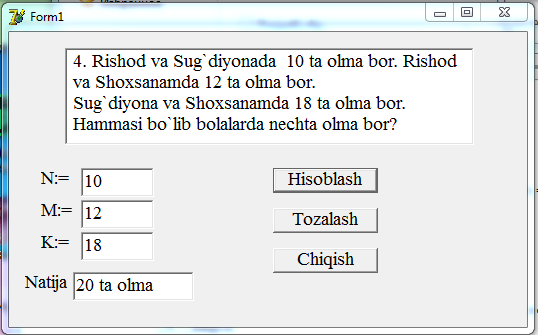 Form1
4. Rishod va Sug`diyonada  10 ta olma bor. Rishod
va Shoxsanamda 12 ta olma bor.
Sug`diyona va Shoxsanamda 18 ta olma bor.
Hammasi bo`lib bolalarda nechta olma bor?
N:= 10
Hisoblash
M:= 12
Tozalash
K:= 18
Chiqish
Natija 20 ta olma